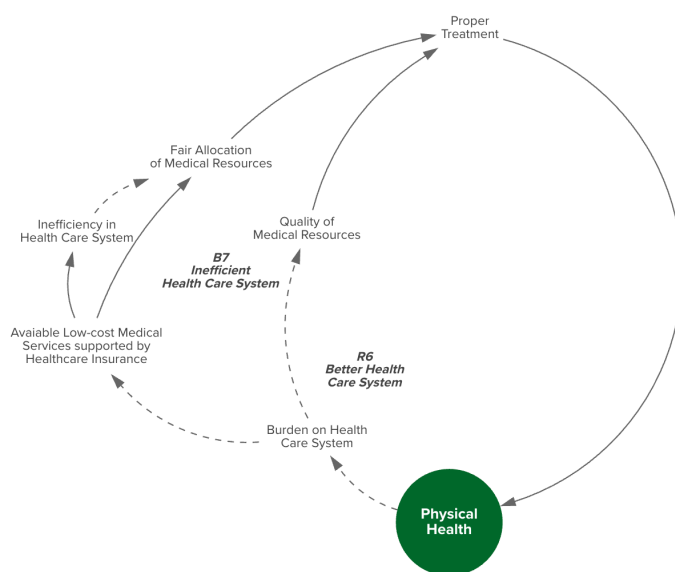 Proper
Treatment
Fair Allocation
of Medical Resources
Inefficiency in
Health Care System
Quality of
Medical Resources
B7
Inefficient
Health Care System
Avaiable Low-cost Medical
Services supported by
Healthcare Insurance
R6
Better Health
Care System
Burden on Health
Care System
Physical
Health